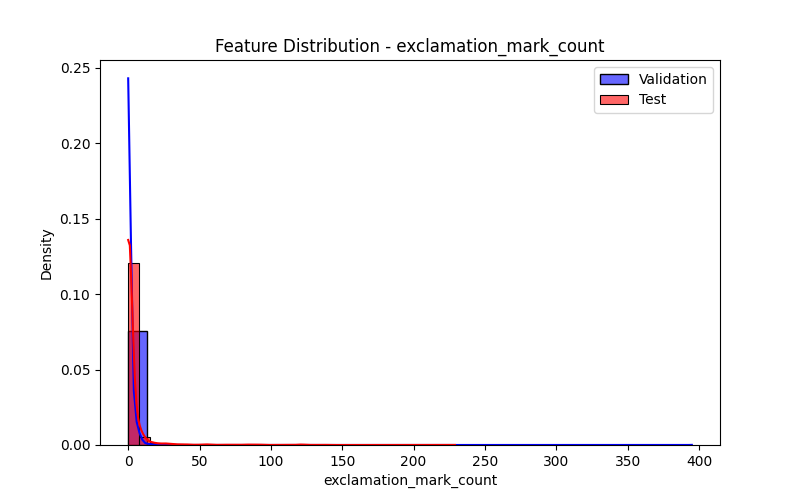 Feature Distribution - exclamation_mark_count
Validation
Test
Density
0.25
0.20
0.15
0.10
0.05
0.00
0 50 100 150 200 250 300 350 400
exclamation_mark_count